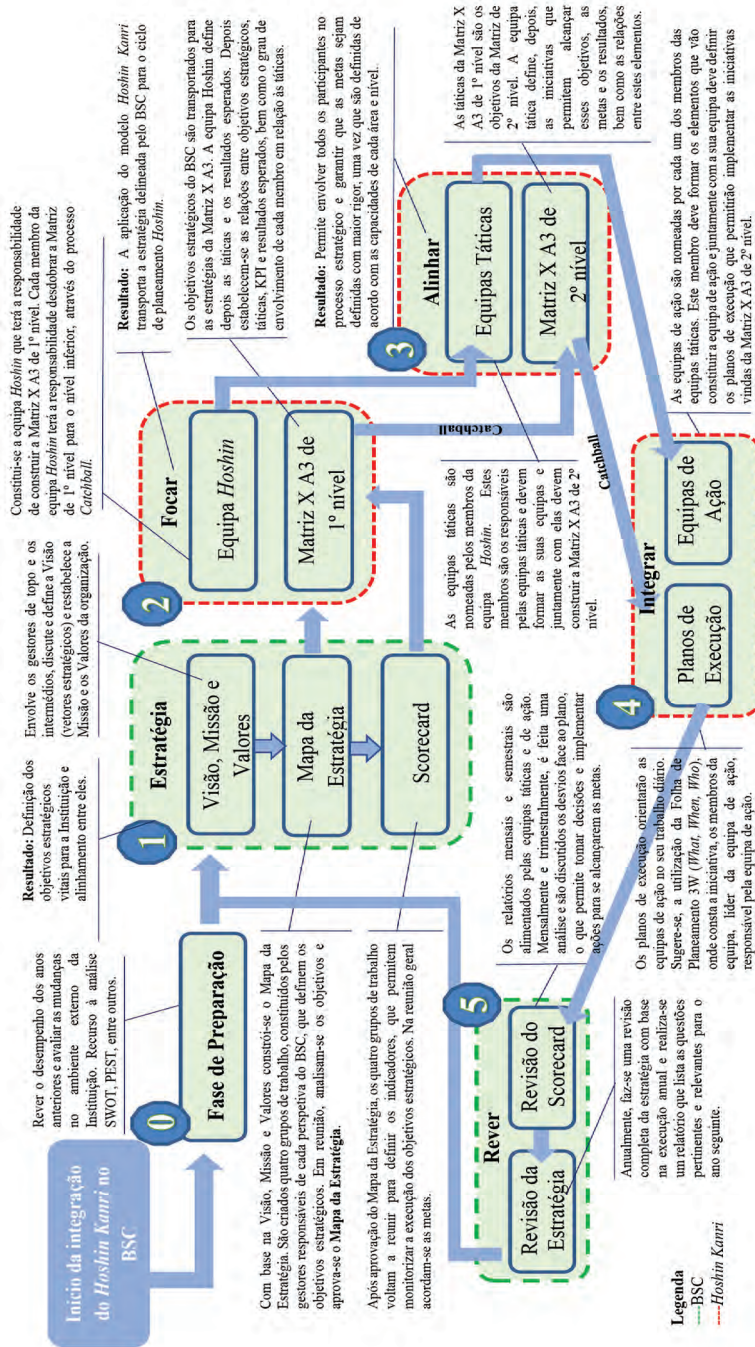 Início da integração
do Hoshin Kanri no
BSC
Rever o desempenho dos anos
anteriores e avaliar as mudanças
no ambiente externo da
Instituição. Recurso à análise
SWOT, PEST, entre outros.
0
Fase de Preparação
Resultado: Definição dos
objetivos estratégicos
vitais para a Instituição e
alinhamento entre eles.
1
Estratégia
Visão, Missão e
Valores
Mapa da
Estratégia
Scorecard
Envolve os gestores de topo e os
intermédios, discute e define a Visão
(vetores estratégicos) e restabelece a
Missão e os Valores da organização.
Com base na Visão, Missão e Valores constrói-se o Mapa da
Estratégia. São criados quatro grupos de trabalho, constituídos pelos
gestores responsáveis de cada perspetiva do BSC, que definem os
objetivos estratégicos. Em reunião, analisam-se os objetivos e
aprova-se o Mapa da Estratégia.
Após aprovação do Mapa da Estratégia, os quatro grupos de trabalho
voltam a reunir para definir os indicadores, que permitem
monitorizar a execução dos objetivos estratégicos. Na reunião geral
acordam-se as metas.
Constitui-se a equipa Hoshin que terá a responsabilidade
de construir a Matriz X A3 de 1º nível. Cada membro da
equipa Hoshin terá a responsabilidade desdobrar a Matriz
de 1º nível para o nível inferior, através do processo
Catchball.
2
Focar
Equipa Hoshin
Matriz X A3 de
1º nível
Resultado: A aplicação do modelo Hoshin Kanri
transporta a estratégia delineada pelo BSC para o ciclo
de planeamento Hoshin.
Os objetivos estratégicos do BSC são transportados para
as estratégias da Matriz X A3. A equipa Hoshin define
depois as táticas e os resultados esperados. Depois
estabelecem-se as relações entre objetivos estratégicos,
táticas, KPI e resultados esperados, bem como o grau de
envolvimento de cada membro em relação às táticas.
Catchball
Resultado: Permite envolver todos os participantes no
processo estratégico e garantir que as metas sejam
definidas com maior rigor, uma vez que são definidas de
acordo com as capacidades de cada área e nível.
3
Alinhar
Equipas Táticas
Matriz X A3 de
2º nível
As equipas táticas são
nomeadas pelos membros da
equipa Hoshin. Estes
membros são os responsáveis
pelas equipas táticas e devem
formar as suas equipas e
juntamente com elas devem
construir a Matriz X A3 de 2º
nível.
As táticas da Matriz X
A3 de 1º nível são os
objetivos da Matriz de
2º nível. A equipa
tática define, depois,
as iniciativas que
permitem alcançar
esses objetivos, as
metas e os resultados,
bem como as relações
entre estes elementos.
Catchball
4
Integrar
Planos de
Execução
Equipas de
Ação
As equipas de ação são nomeadas por cada um dos membros das
equipas táticas. Este membro deve formar os elementos que vão
constituir a equipa de ação e juntamente com a sua equipa deve definir
os planos de execução que permitirão implementar as iniciativas
vindas da Matriz X A3 de 2º nível.
Os planos de execução orientarão as
equipas de ação no seu trabalho diário.
Sugere-se, a utilização da Folha de
Planeamento 3W (What, When, Who),
onde consta a iniciativa, os membros da
equipa, líder da equipa de ação,
responsável pela equipa de ação.
Os relatórios mensais e semestrais são
alimentados pelas equipas táticas e de ação.
Mensalmente e trimestralmente, é feita uma
análise e são discutidos os desvios face ao plano,
o que permite tomar decisões e implementar
ações para se alcançarem as metas.
5
Rever
Revisão da
Estratégia
Revisão do
Scorecard
Anualmente, faz-se uma revisão
completa da estratégia com base
na execução anual e realiza-se
um relatório que lista as questões
pertinentes e relevantes para o
ano seguinte.
Legenda
BSC
Hoshin Kanri